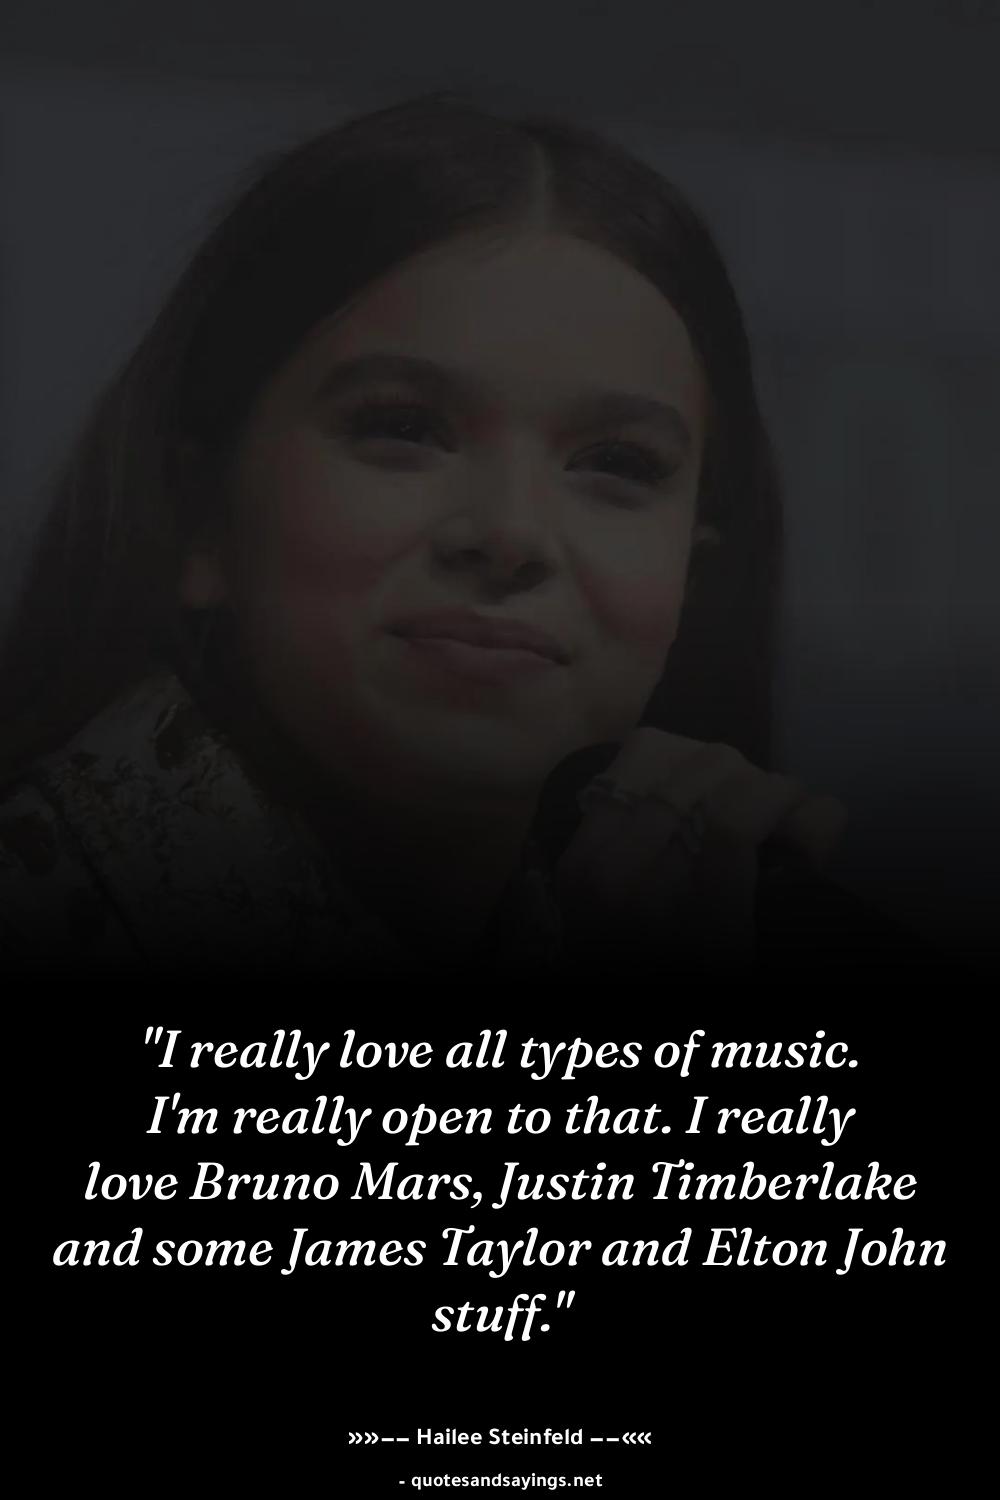 "I really love all types of music.
I'm really open to that. I really
love Bruno Mars, Justin Timberlake
and some James Taylor and Elton John
stuff."
»»−− Hailee Steinfeld −−««
- quotesandsayings.net